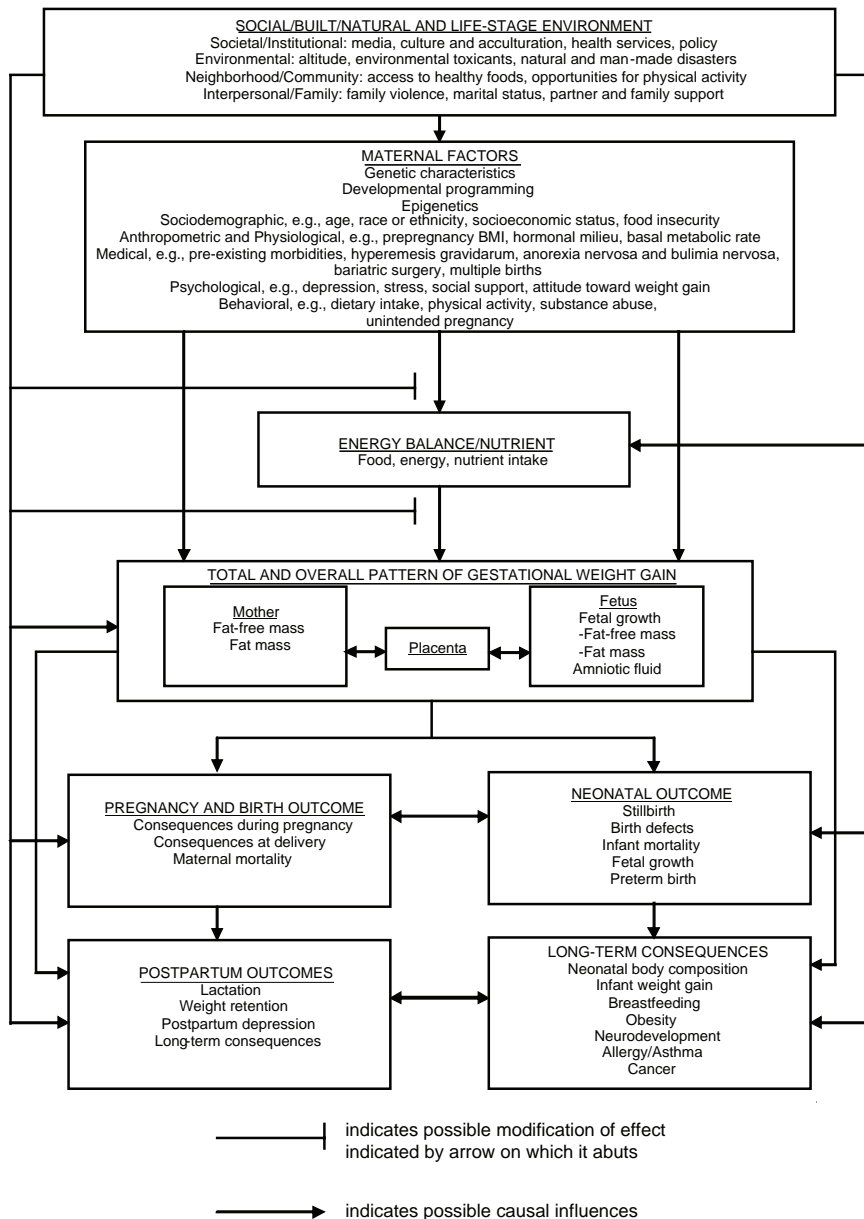 SOCIAL/BUILT/NATURAL AND LIFE-STAGE ENVIRONMENT
Societal/Institutional: media, culture and acculturation, health services, policy
Environmental: altitude, environmental toxicants, natural and man-made disasters
Neighborhood/Community: access to healthy foods, opportunities for physical activity
Interpersonal/Family: family violence, marital status, partner and family support
MATERNAL FACTORS
Genetic characteristics
Developmental programming
Epigenetics
Sociodemographic, e.g., age, race or ethnicity, socioeconomic status, food insecurity
Anthropometric and Physiological, e.g., prepregnancy BMI, hormonal milieu, basal metabolic rate
Medical, e.g., pre-existing morbidities, hyperemesis gravidarum, anorexia nervosa and bulimia nervosa,
bariatric surgery, multiple births
Psychological, e.g., depression, stress, social support, attitude toward weight gain
Behavioral, e.g., dietary intake, physical activity, substance abuse,
unintended pregnancy
ENERGY BALANCE/NUTRIENT
Food, energy, nutrient intake
TOTAL AND OVERALL PATTERN OF GESTATIONAL WEIGHT GAIN
Mother
Fat-free mass
Fat mass
Placenta
Fetus
Fetal growth
-Fat-free mass
-Fat mass
Amniotic fluid
PREGNANCY AND BIRTH OUTCOME
Consequences during pregnancy
Consequences at delivery
Maternal mortality
NEONATAL OUTCOME
Stillbirth
Birth defects
Infant mortality
Fetal growth
Preterm birth
POSTPARTUM OUTCOMES
Lactation
Weight retention
Postpartum depression
Long-term consequences
LONG-TERM CONSEQUENCES
Neonatal body composition
Infant weight gain
Breastfeeding
Obesity
Neurodevelopment
Allergy/Asthma
Cancer
indicates possible modification of effect
indicated by arrow on which it abuts
indicates possible causal influences